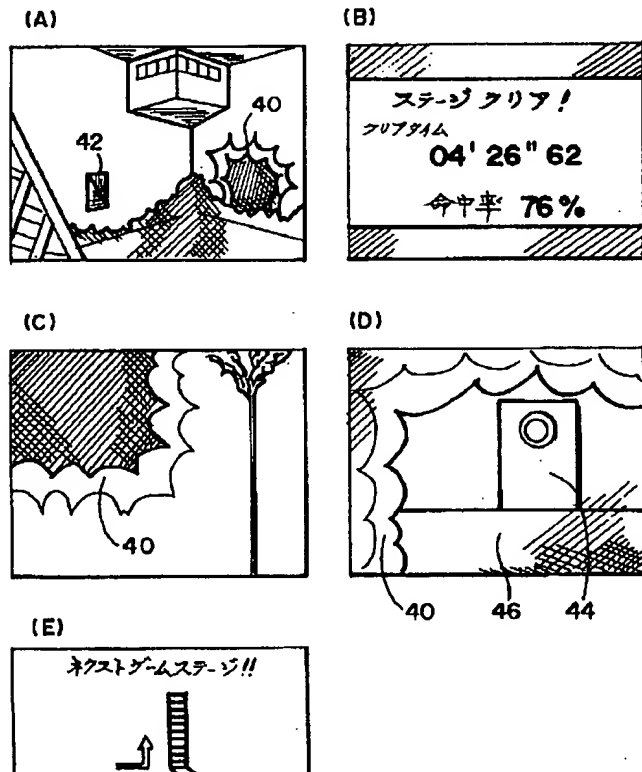 (A)
40
42
(B)
ステージ クリア!
クリアタイム
04' 26" 62
命中率 76%
(C)
40
(D)
40 46 44
(E)
ネクストゲームステージ!!